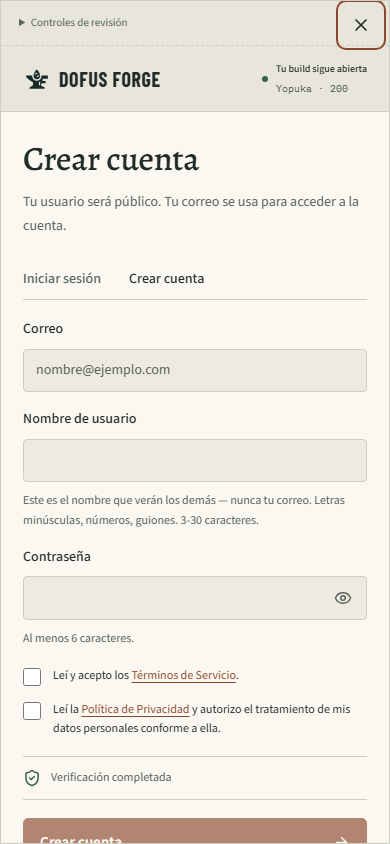 Controles de revisión
DOFUS FORGE
Tu build sigue abierta
Yopuka · 200
Crear cuenta
Tu usuario será público. Tu correo se usa para acceder a la
cuenta.
Iniciar sesión
Crear cuenta
Correo
nombre@ejemplo.com
Nombre de usuario
Este es el nombre que verán los demás — nunca tu correo. Letras
minúsculas, números, guiones. 3-30 caracteres.
Contraseña
Al menos 6 caracteres.
Leí y acepto los Términos de Servicio.
Leí la Política de Privacidad y autorizo el tratamiento de mis
datos personales conforme a ella.
Verificación completada
Crear cuenta